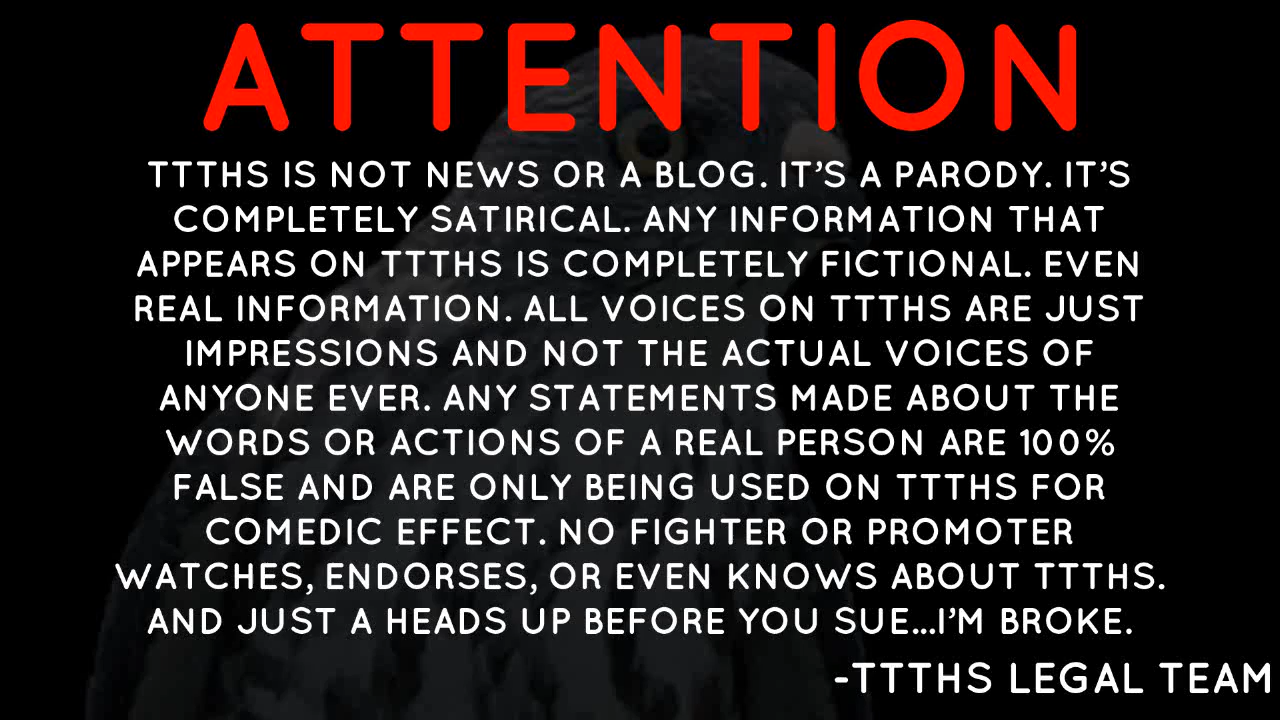 ATTENTION
TTTHS IS NOT NEWS OR A BLOG. IT'S A PARODY. IT'S
COMPLETELY SATIRICAL. ANY INFORMATION THAT
APPEARS ON TTTHS IS COMPLETELY FICTIONAL. EVEN
REAL INFORMATION. ALL VOICES ON TTTHS ARE JUST
IMPRESSIONS AND NOT THE ACTUAL VOICES OF
ANYONE EVER. ANY STATEMENTS MADE ABOUT THE
WORDS OR ACTIONS OF A REAL PERSON ARE 100%
FALSE AND ARE ONLY BEING USED ON TTTHS FOR
COMEDIC EFFECT. NO FIGHTER OR PROMOTER
WATCHES, ENDORSES, OR EVEN KNOWS ABOUT TTTHS.
AND JUST A HEADS UP BEFORE YOU SUE...I'M BROKE.
-TTTHS LEGAL TEAM